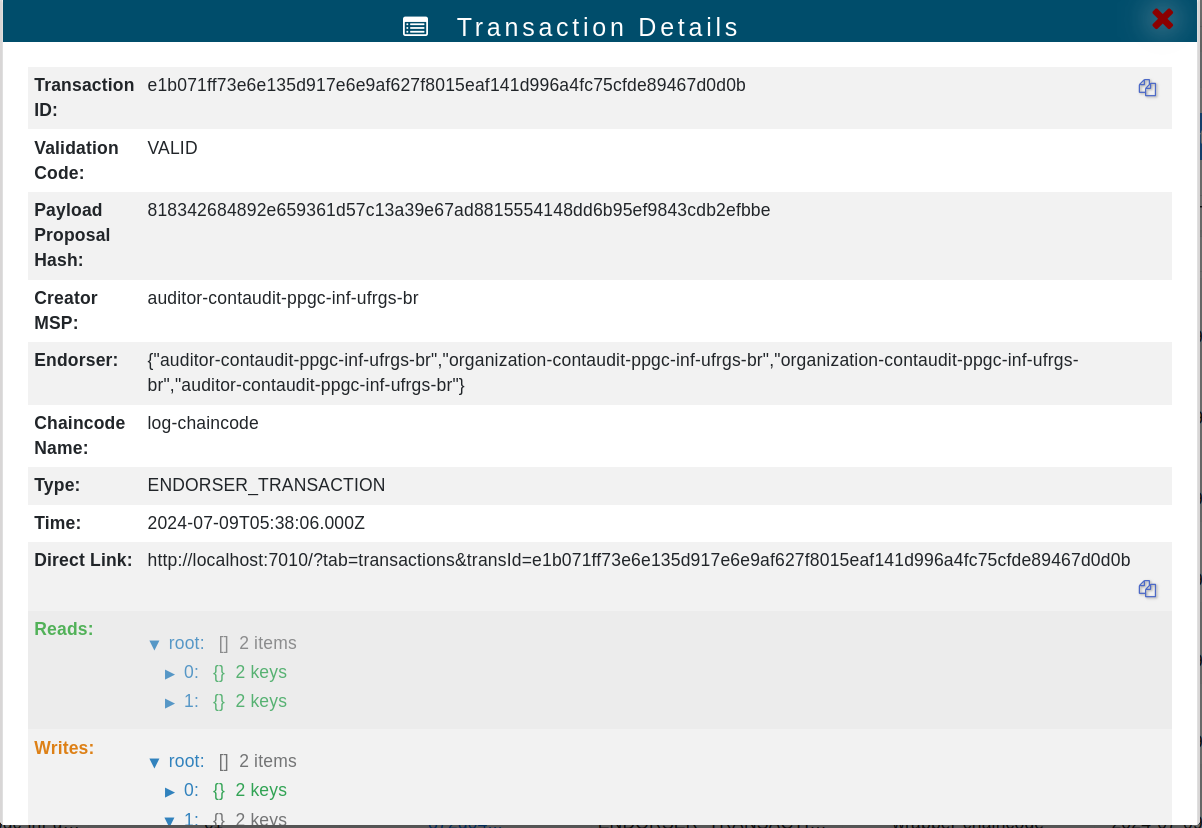 Transaction Details
Transaction e1b071ff73e6e135d917e6e9af627f8015eaf141d996a4fc75cfde89467d0d0b
ID:
Validation VALID
Code:
Payload 818342684892e659361d57c13a39e67ad8815554148dd6b95ef9843cdb2efbbe
Proposal
Hash:
Creator auditor-contaudit-ppgc-inf-ufrgs-br
MSP:
Endorser: {"auditor-contaudit-ppgc-inf-ufrgs-br","organization-contaudit-ppgc-inf-ufrgs-br","organization-contaudit-ppgc-inf-ufrgs-
br","auditor-contaudit-ppgc-inf-ufrgs-br"}
Chaincode log-chaincode
Name:
Type: ENDORSER_TRANSACTION
Time: 2024-07-09T05:38:06.000Z
Direct Link: http://localhost:7010/?tab=transactions&transId=e1b071ff73e6e135d917e6e9af627f8015eaf141d996a4fc75cfde89467d0d0b
Reads:
▼ root: [] 2 items
▶ 0: {} 2 keys
▶ 1: {} 2 keys
Writes:
▼ root: [] 2 items
▶ 0: {} 2 keys
▼ 1: {} 2 keys